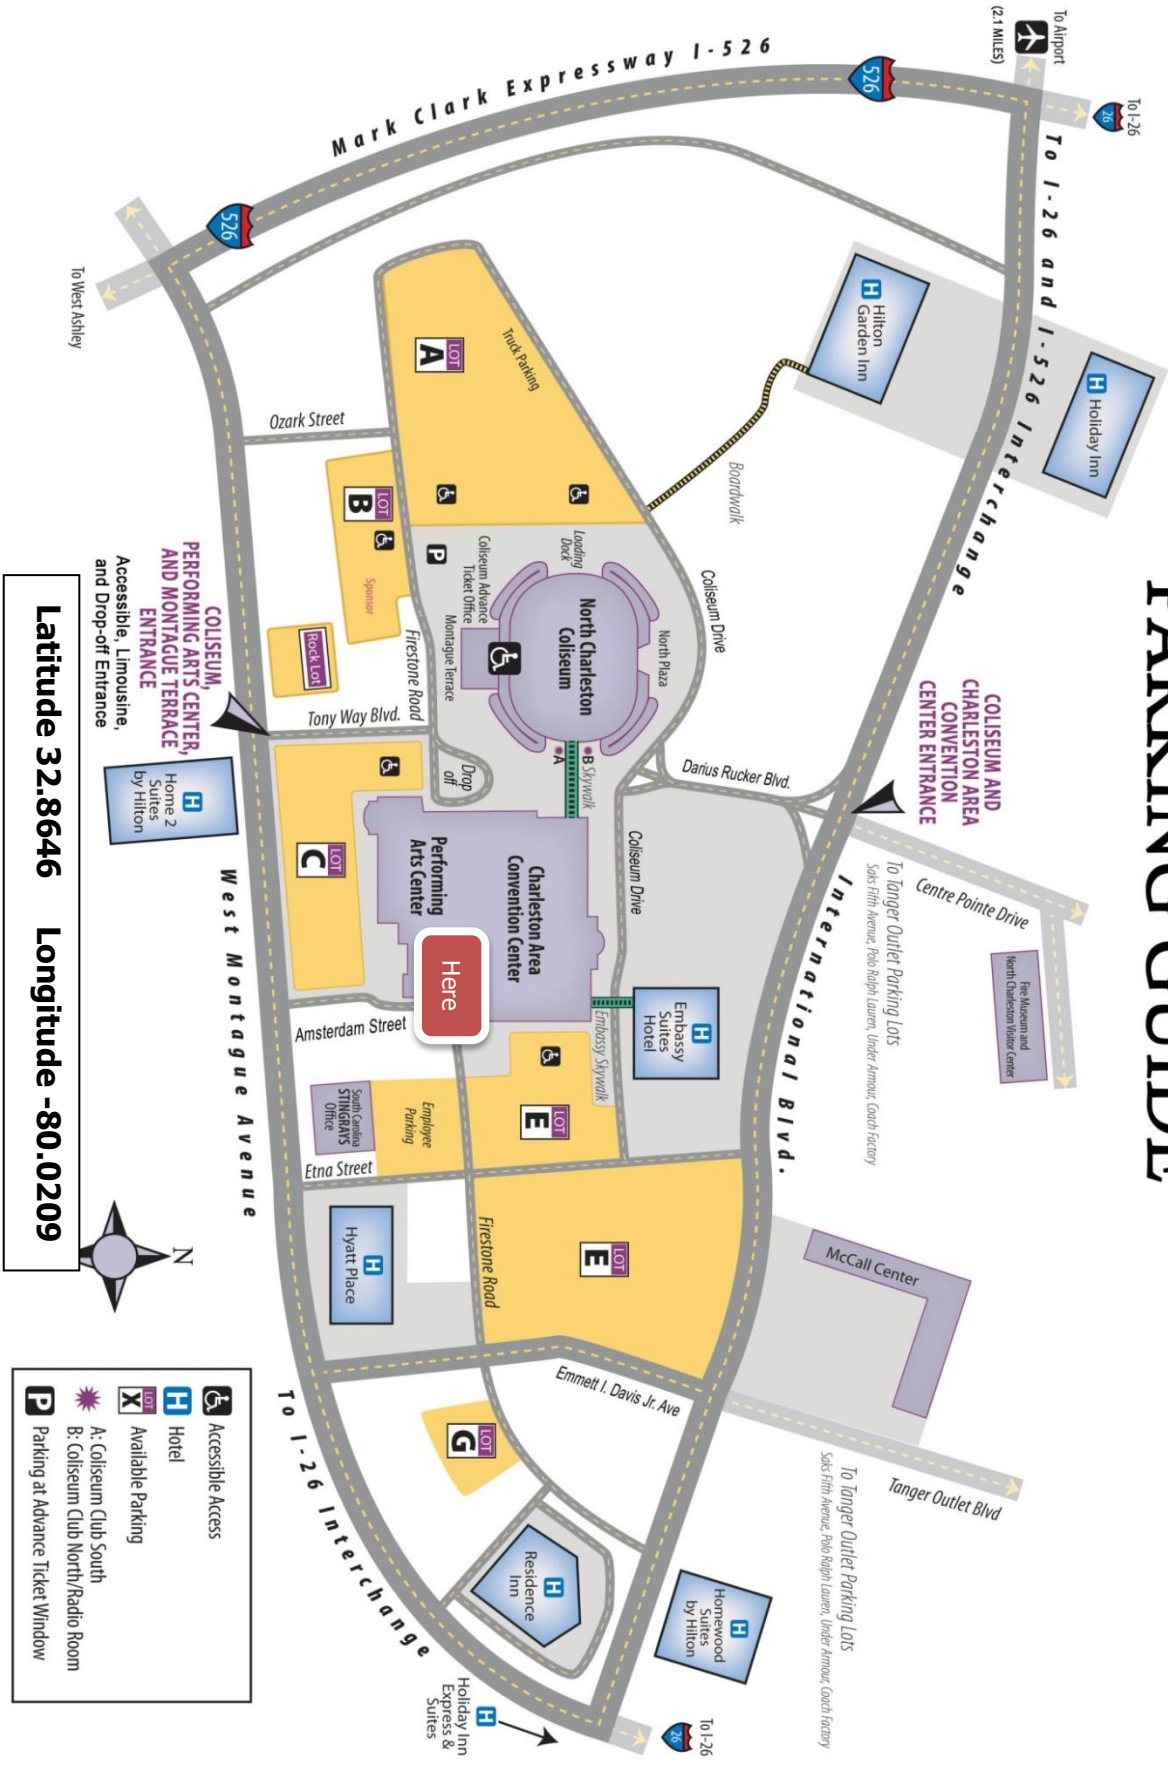 PARKING GUIDE
To Airport
(2.1 MILES)
To I-26
26
Mark Clark Expressway I-526
526
526
To I-26 and I-526 Interchange
To West Ashley
H Hilton
Garden Inn
H Holiday Inn
Boardwalk
Truck Parking
LOT
A
Ozark Street
LOT
B
Sponsor
P
Coliseum Advance
Ticket Office
Loading
Dock
North Charleston
Coliseum
North Plaza
Montague Terrace
Coliseum Drive
Firestone Road
Rock Lot
Tony Way Blvd.
COLISEUM,
PERFORMING ARTS CENTER,
AND MONTAGUE TERRACE
ENTRANCE
Accessible, Limousine,
and Drop-off Entrance
COLISEUM AND
CHARLESTON AREA
CONVENTION
CENTER ENTRANCE
Darius Rucker Blvd.
A
B Skywalk
Drop
off
H
Home 2
Suites
by Hilton
LOT
C
Performing
Arts Center
Charleston Area
Convention Center
Coliseum Drive
Here
Centre Pointe Drive
To Tanger Outlet Parking Lots
Saks Fifth Avenue, Polo Ralph Lauren, Under Armour, Coach Factory
Fire Museum and
North Charleston Visitor Center
International Blvd.
H
Embassy
Suites
Hotel
Embassy Skywalk
Amsterdam Street
West Montague Avenue
LOT
E
Employee
Parking
South Carolina
STINGRAYS
Office
Etna Street
H
Hyatt Place
Firestone Road
LOT
E
McCall Center
Emmett I. Davis Jr. Ave
LOT
G
Tanger Outlet Blvd
To Tanger Outlet Parking Lots
Saks Fifth Avenue, Polo Ralph Lauren, Under Armour, Coach Factory
H
Residence
Inn
H
Homewood
Suites
by Hilton
To I-26 Interchange
H
Holiday Inn
Express &
Suites
To I-26
26
N
Latitude 32.8646 Longitude -80.0209
Accessible Access
H Hotel
LOT
X Available Parking
A: Coliseum Club South
B: Coliseum Club North/Radio Room
P Parking at Advance Ticket Window